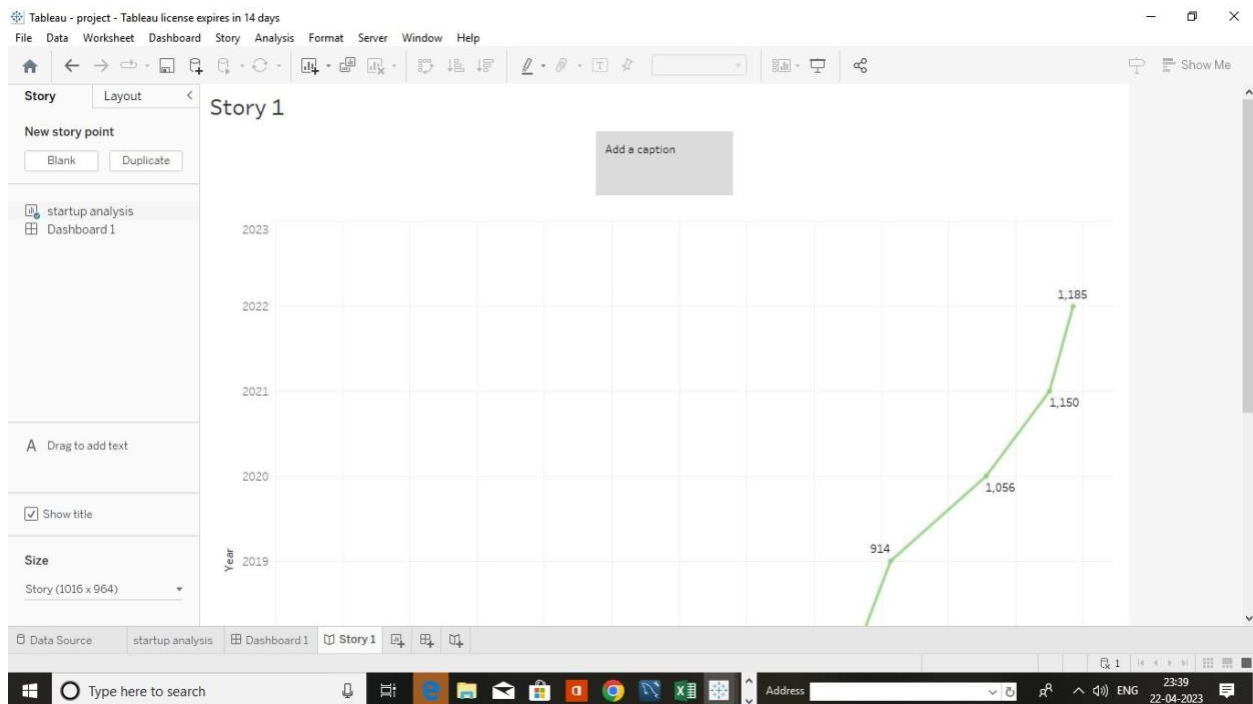 Tableau - project - Tableau license expires in 14 days
File Data Worksheet Dashboard Story Analysis Format Server Window Help
Show Me
Story Layout
New story point
Blank Duplicate
startup analysis
Dashboard 1
A Drag to add text
Show title
Size
Story (1016 x 964)
Story 1
Add a caption
2023
2022
2021
2020
2019
Year
1,185
1,150
1,056
914
Data Source startup analysis Dashboard 1 Story 1
1
Type here to search
Address
ENG
23:39
22-04-2023